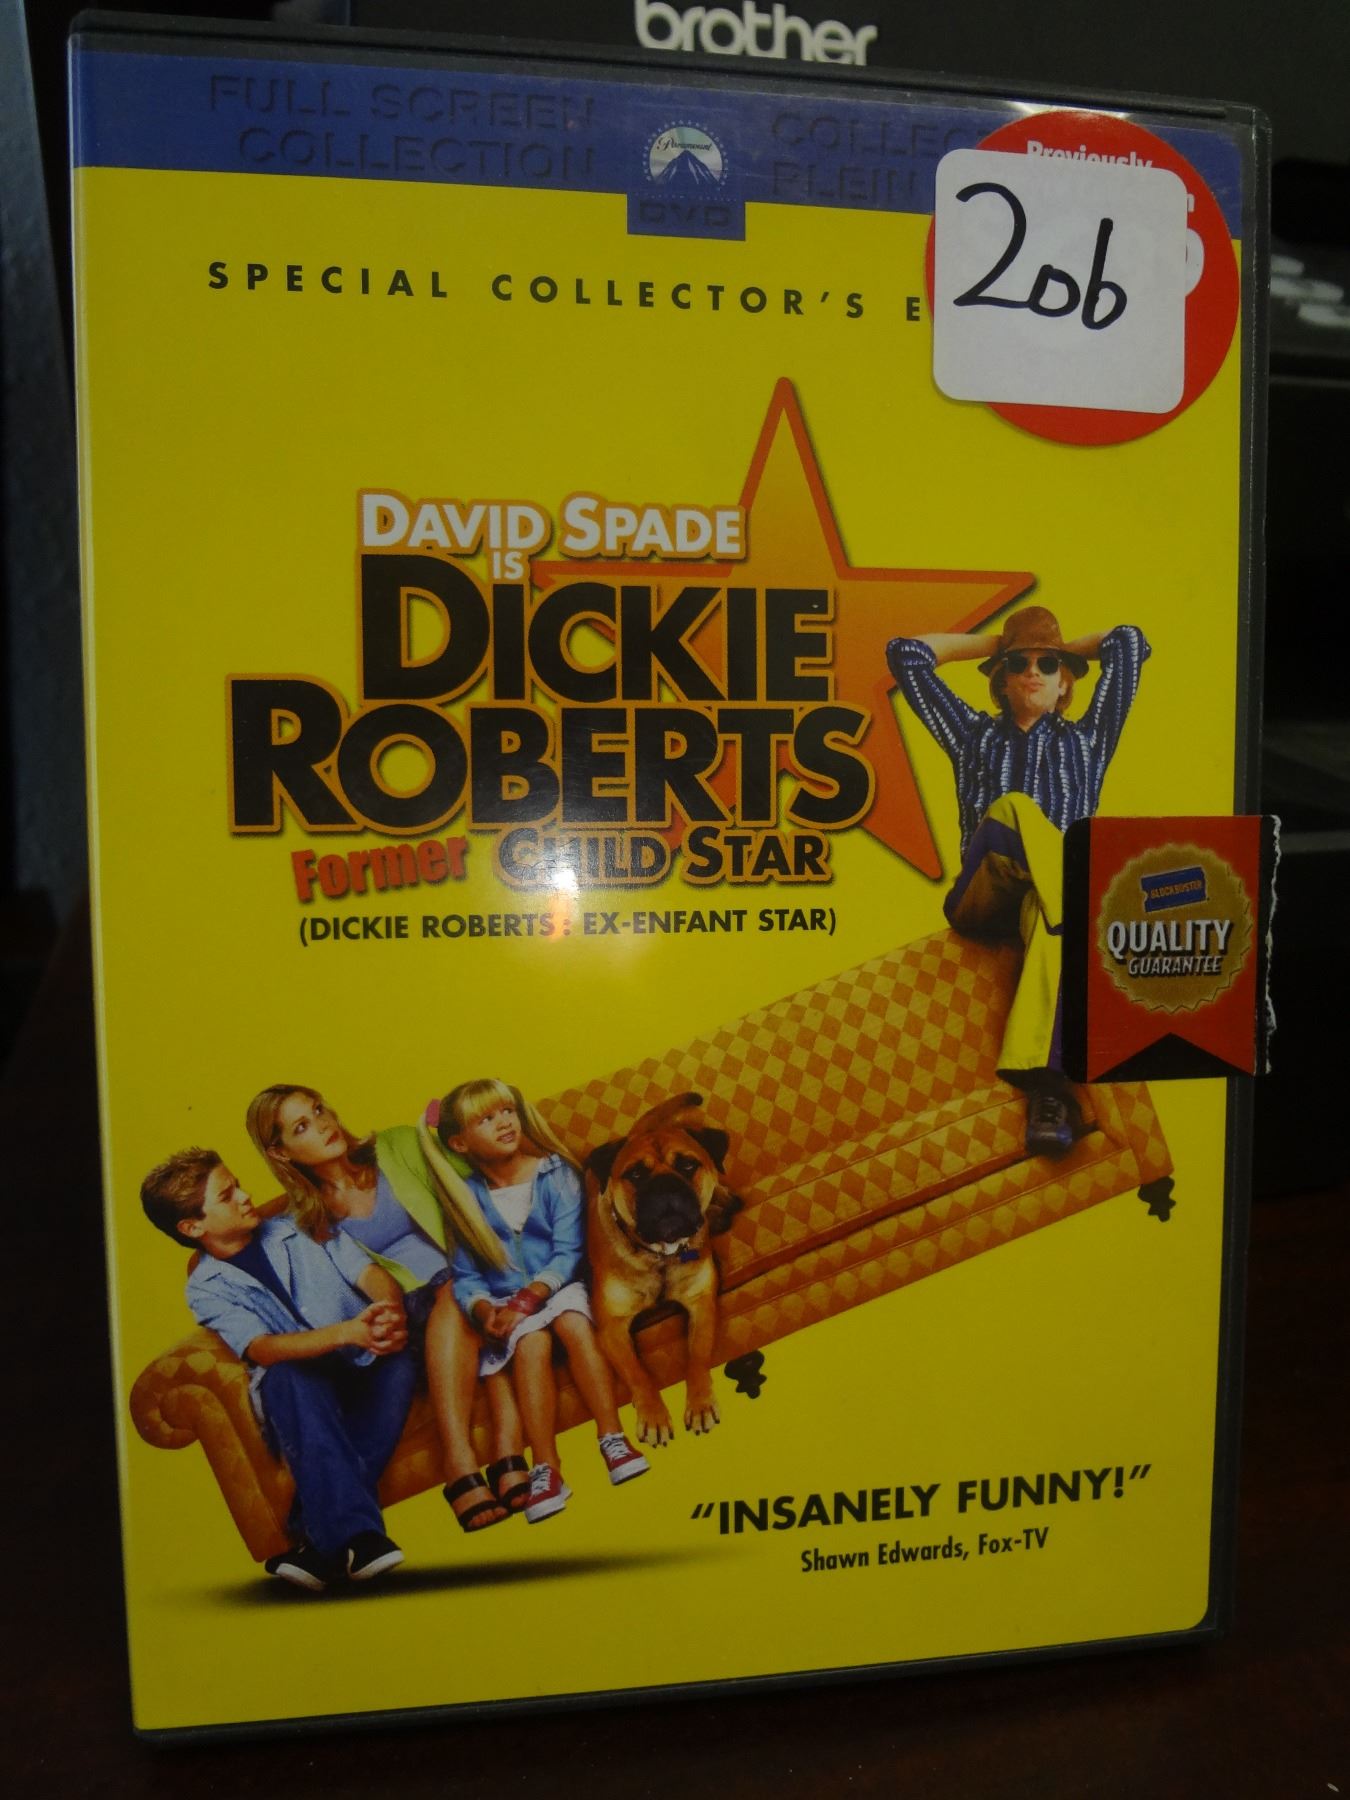 brother
FULL SCREEN
COLLECTION
Paramount
DVD
PLEIN
Previously
206
SPECIAL COLLECTOR'S E
DAVID SPADE
IS
DICKIE
ROBERTS
Former CHILD STAR
(DICKIE ROBERTS: EX-ENFANT STAR)
BLOCKBUSTER
QUALITY
GUARANTEE
"INSANELY FUNNY!"
Shawn Edwards, Fox-TV